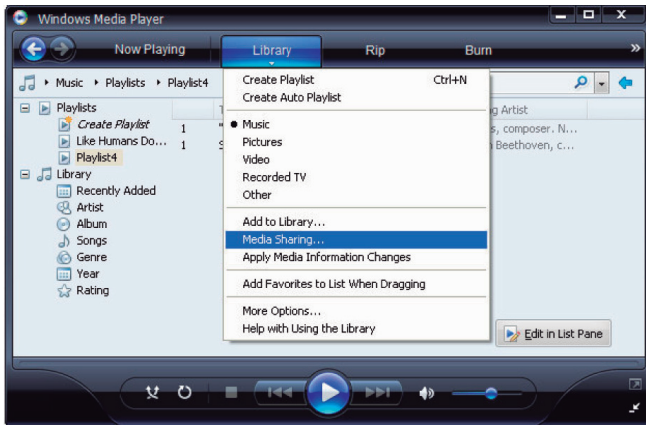 Windows Media Player
Now Playing
Library
Rip
Burn
Music
Playlists
Playlist4
Create Playlist Ctrl+N
Create Auto Playlist
Music
Pictures
Video
Recorded TV
Other
Add to Library...
Media Sharing...
Apply Media Information Changes
Add Favorites to List When Dragging
More Options...
Help with Using the Library
Playlists
Create Playlist
Like Humans Do...
Playlist4
Library
Recently Added
Artist
Album
Songs
Genre
Year
Rating
1
1
Artist
composer. N...
Beethoven, c...
Edit in List Pane